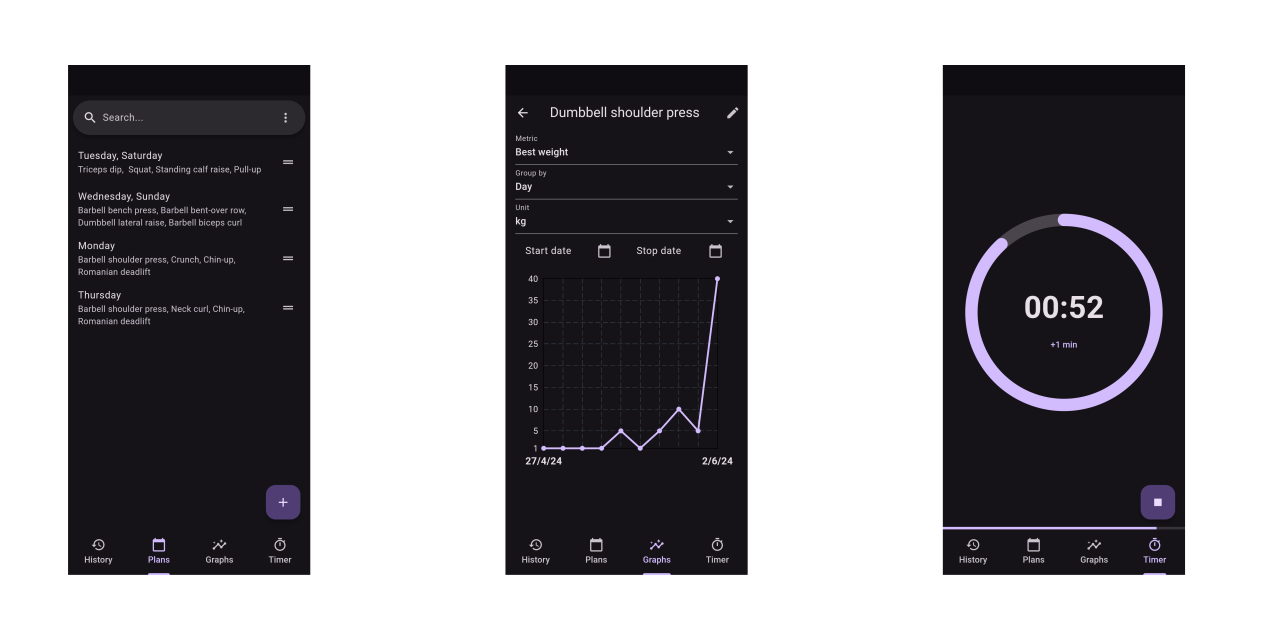 Search...
Tuesday, Saturday
Triceps dip,  Squat, Standing calf raise, Pull-up
Wednesday, Sunday
Barbell bench press, Barbell bent-over row,
Dumbbell lateral raise, Barbell biceps curl
Monday
Barbell shoulder press, Crunch, Chin-up,
Romanian deadlift
Thursday
Barbell shoulder press, Neck curl, Chin-up,
Romanian deadlift
+
History Plans Graphs Timer
Dumbbell shoulder press
Metric
Best weight
Group by
Day
Unit
kg
Start date Stop date
40
35
30
25
20
15
10
5
1
27/4/24 2/6/24
History Plans Graphs Timer
00:52
+1 min
History Plans Graphs Timer